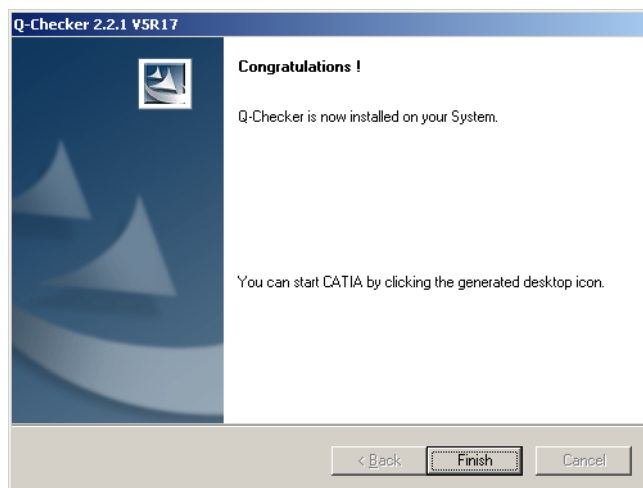 Q-Checker 2.2.1 V5R17
Congratulations !
Q-Checker is now installed on your System.
You can start CATIA by clicking the generated desktop icon.
< Back
Finish
Cancel